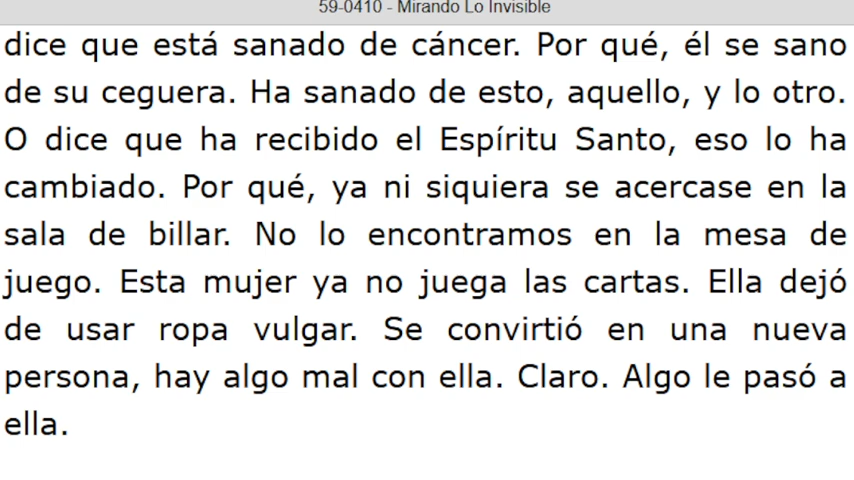 59-0410 - Mirando Lo Invisible
dice que está sanado de cáncer. Por qué, él se sano
de su ceguera. Ha sanado de esto, aquello, y lo otro.
O dice que ha recibido el Espíritu Santo, eso lo ha
cambiado. Por qué, ya ni siquiera se acercase en la
sala de billar. No lo encontramos en la mesa de
juego. Esta mujer ya no juega las cartas. Ella dejó
de usar ropa vulgar. Se convirtió en una nueva
persona, hay algo mal con ella. Claro. Algo le pasó a
ella.